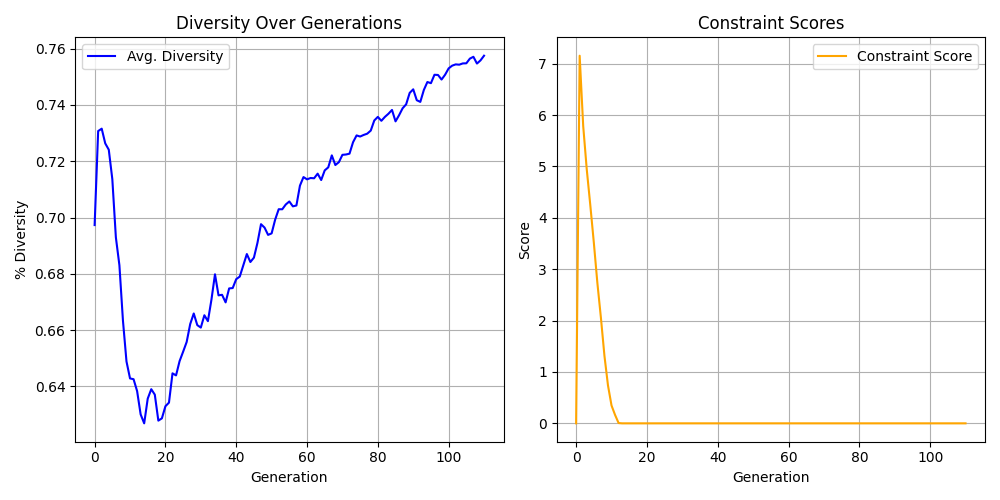 Diversity Over Generations
Avg. Diversity
% Diversity
0.76
0.74
0.72
0.70
0.68
0.66
0.64
0 20 40 60 80 100
Generation
Constraint Scores
Constraint Score
Score
7
6
5
4
3
2
1
0
0 20 40 60 80 100
Generation